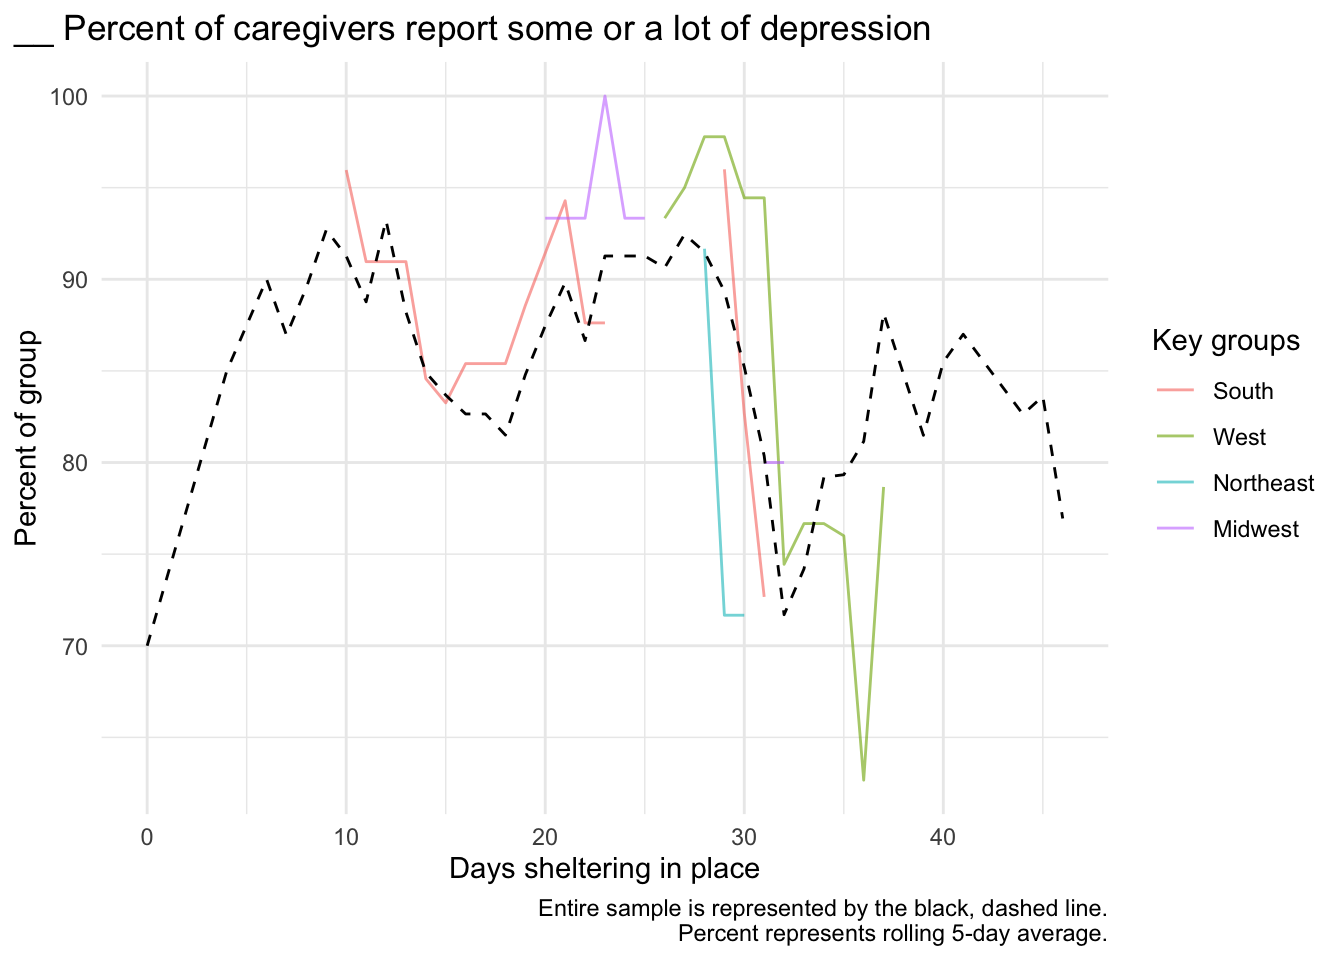 __ Percent of caregivers report some or a lot of depression
100
90
80
70
Percent of group
0 10 20 30 40
Days sheltering in place
Key groups
South
West
Northeast
Midwest
Entire sample is represented by the black, dashed line.
Percent represents rolling 5-day average.